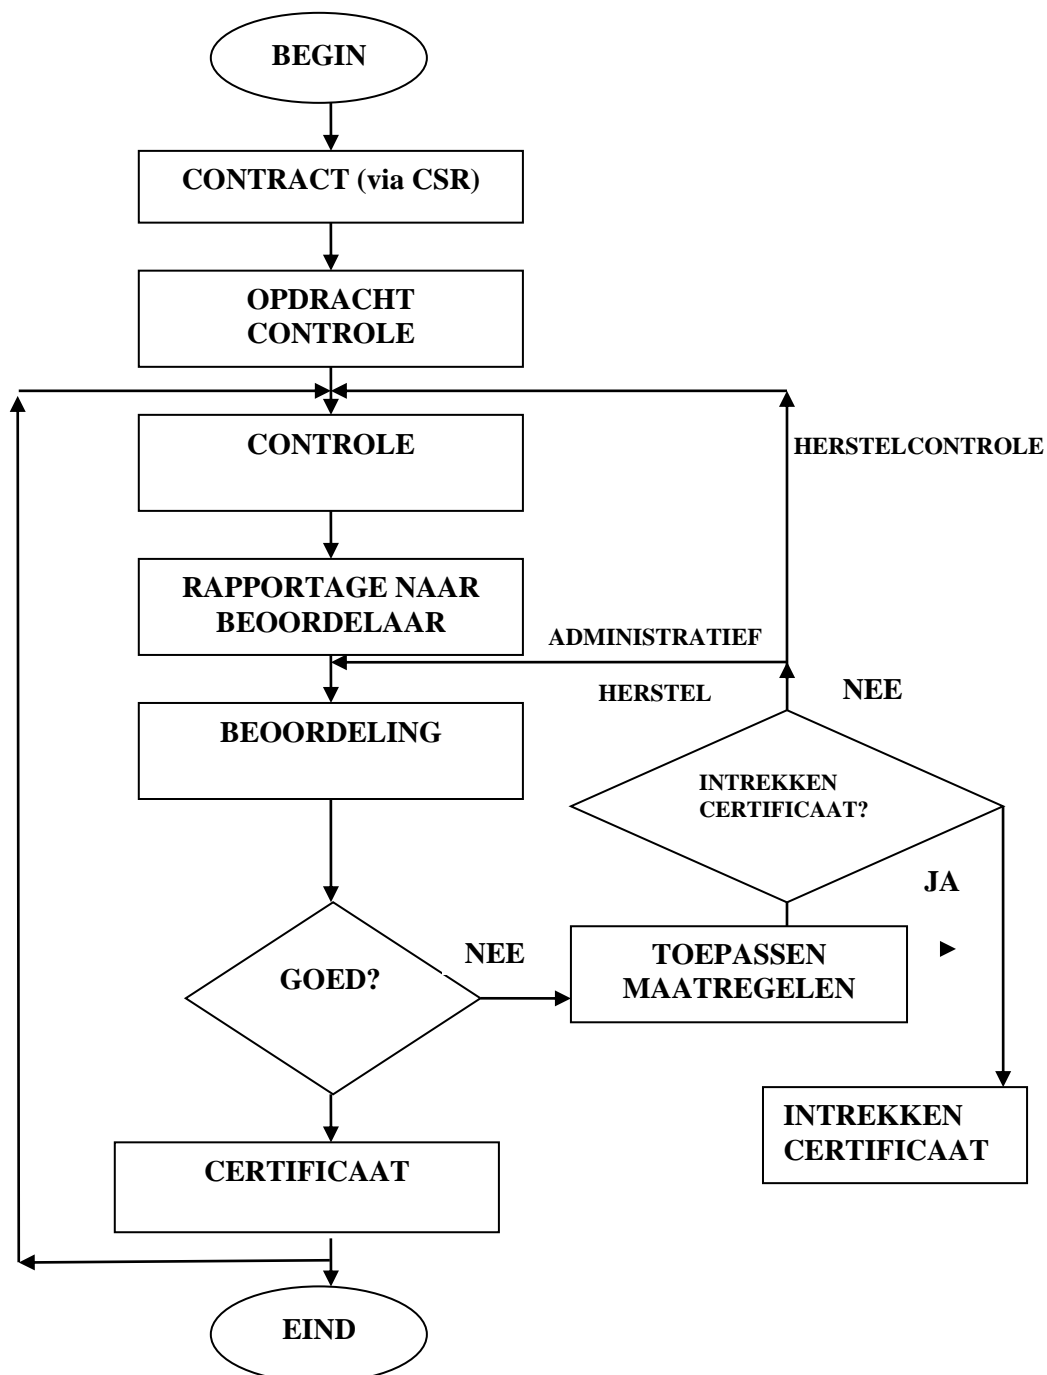 BEGIN
CONTRACT (via CSR)
OPDRACHT
CONTROLE
CONTROLE
HERSTELCONTROLE
RAPPORTAGE NAAR
BEOORDELAAR
ADMINISTRATIEF
HERSTEL
NEE
BEOORDELING
INTREKKEN
CERTIFICAAT?
JA
GOED?
NEE
TOEPASSEN
MAATREGELEN
INTREKKEN
CERTIFICAAT
CERTIFICAAT
EIND